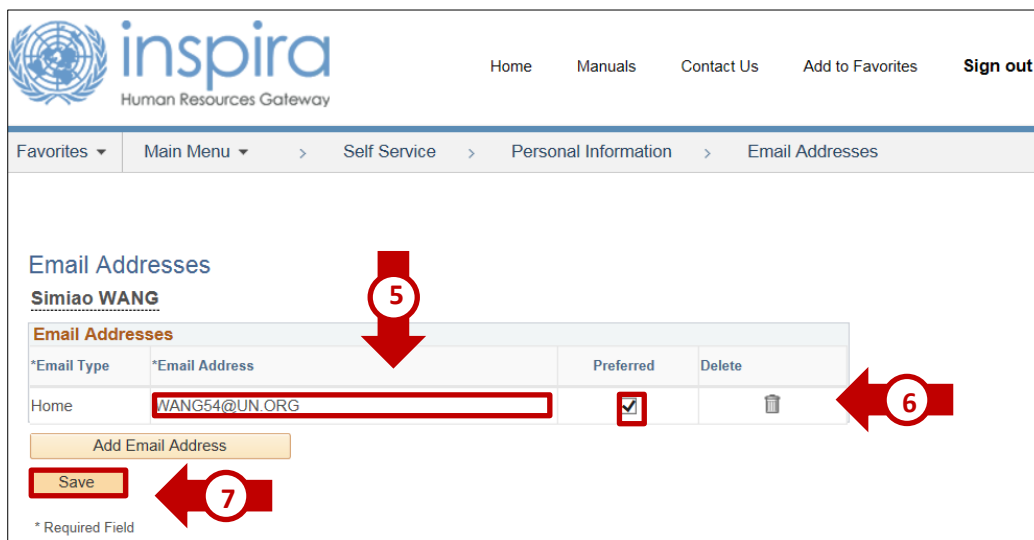 inspira
Human Resources Gateway
Home Manuals Contact Us Add to Favorites Sign out
Favorites Main Menu > Self Service > Personal Information > Email Addresses
Email Addresses
Simiao WANG
5
Email Addresses
*Email Type *Email Address Preferred Delete
Home WANG54@UN.ORG
6
Add Email Address
Save
7
* Required Field